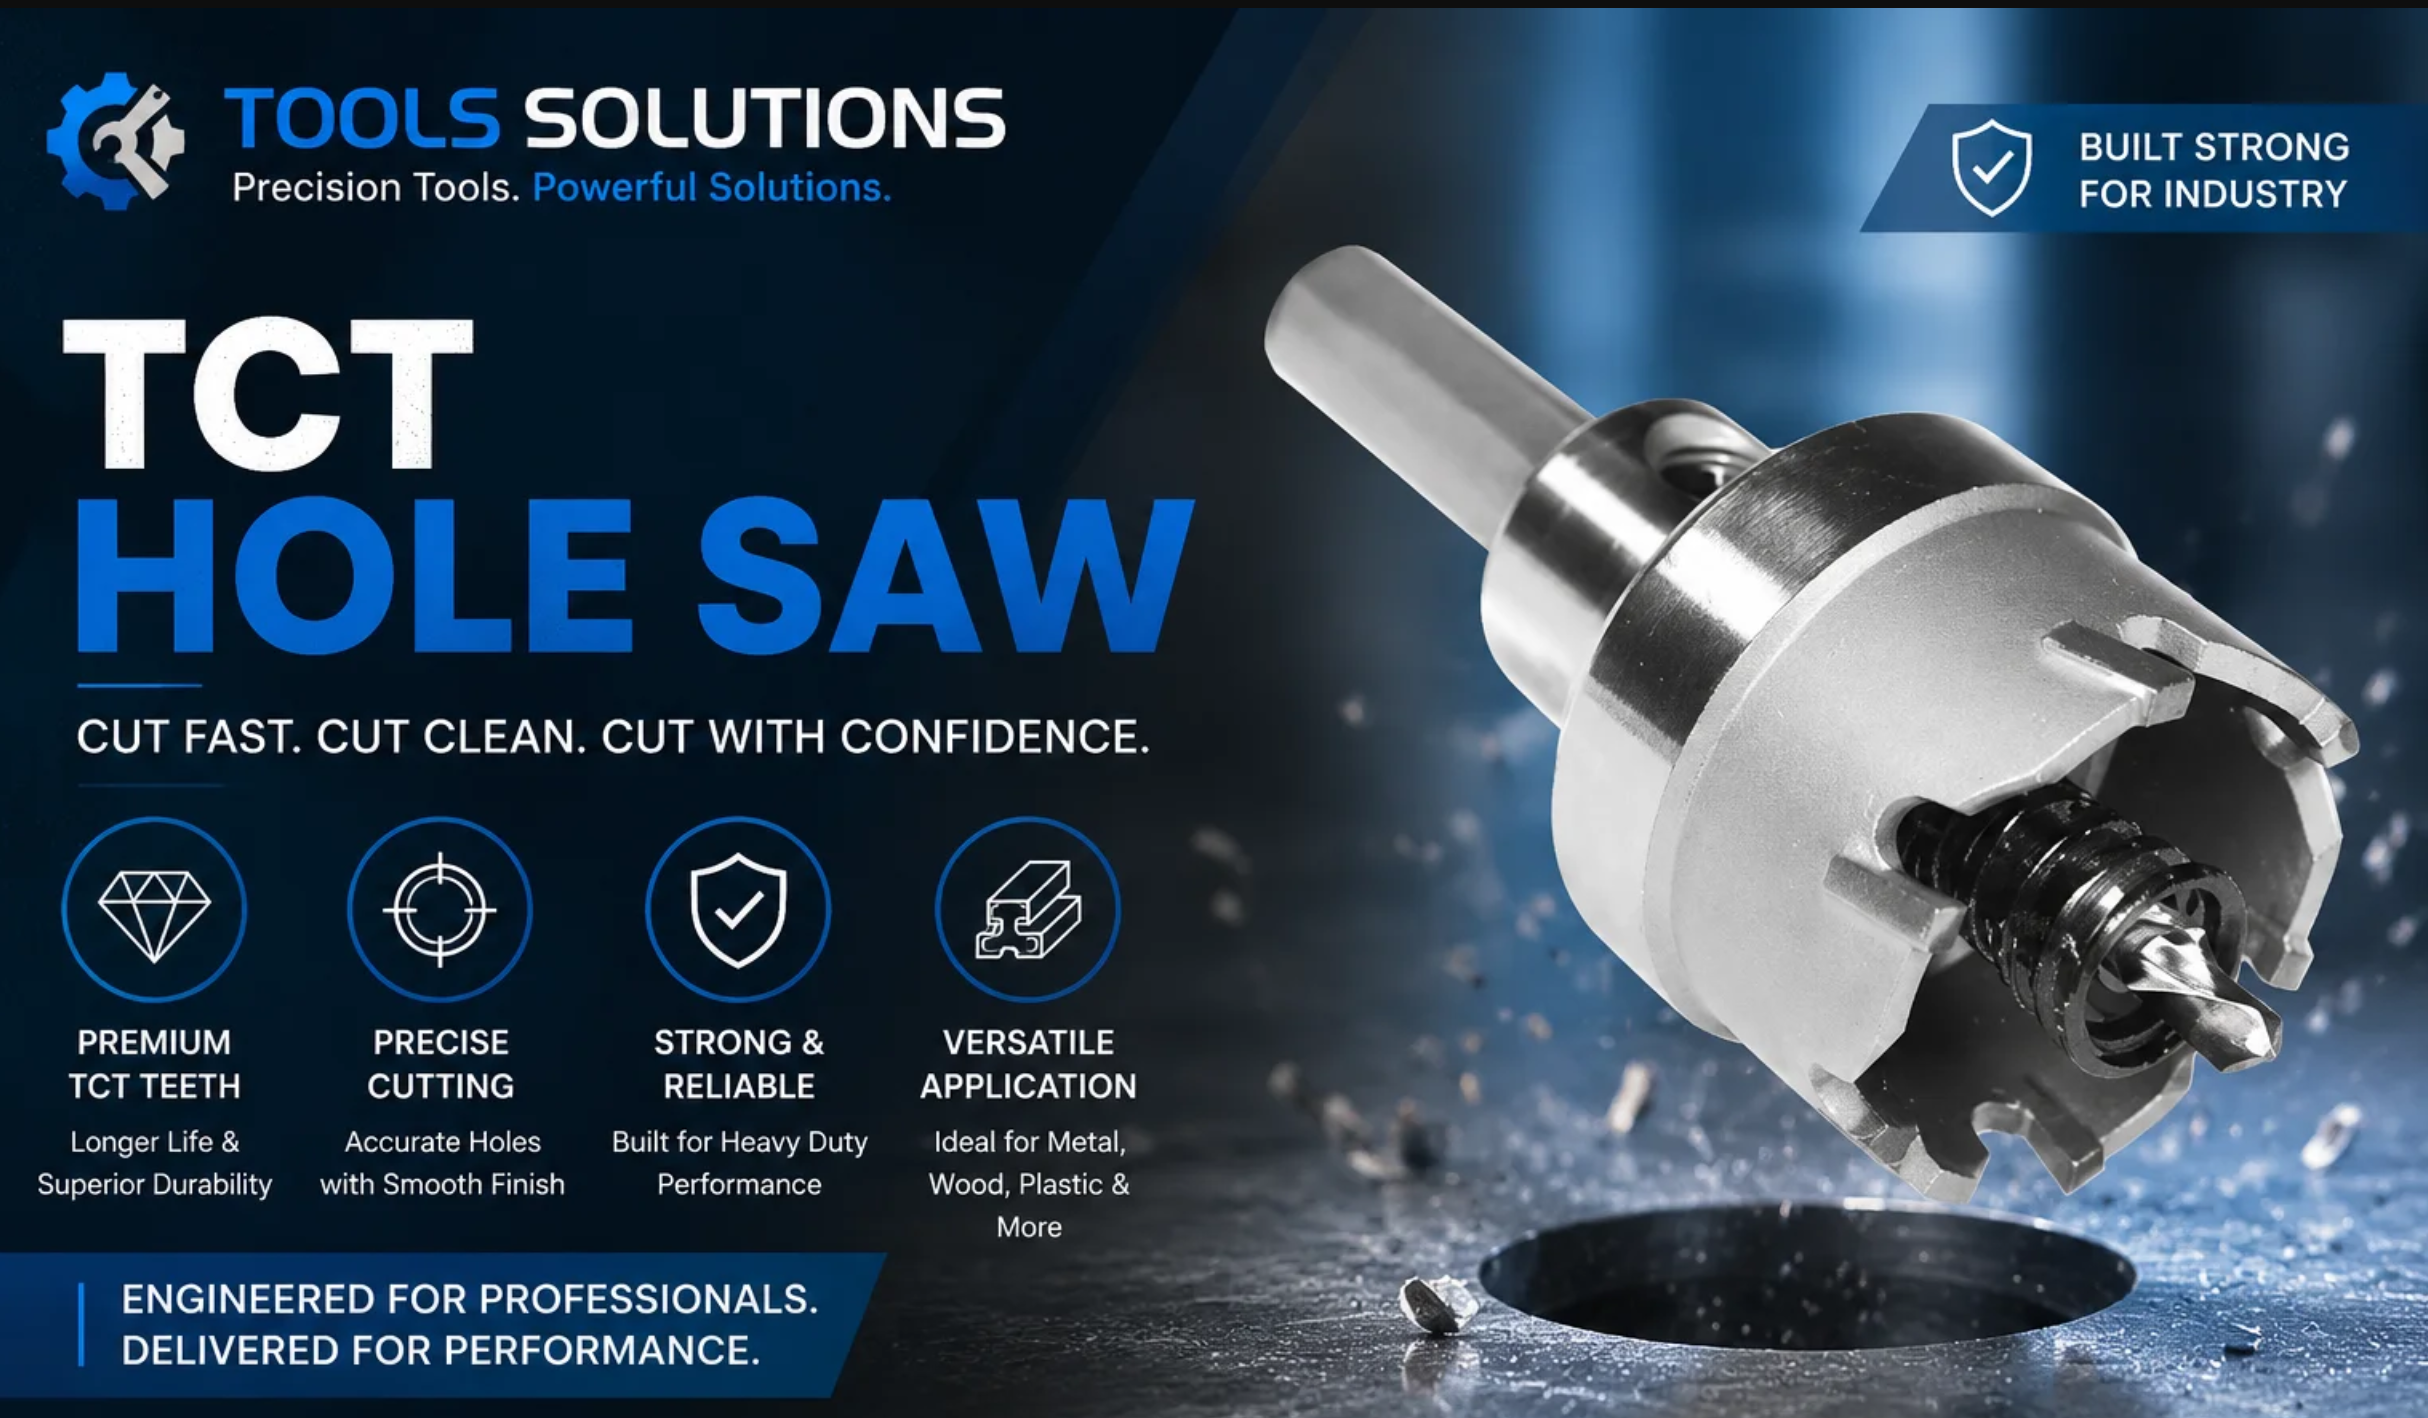 TOOLS SOLUTIONS
Precision Tools. Powerful Solutions.
BUILT STRONG
FOR INDUSTRY
TCT
HOLE SAW
CUT FAST. CUT CLEAN. CUT WITH CONFIDENCE.
PREMIUM
TCT TEETH
Longer Life &
Superior Durability
PRECISE
CUTTING
Accurate Holes
with Smooth Finish
STRONG &
RELIABLE
Built for Heavy Duty
Performance
VERSATILE
APPLICATION
Ideal for Metal,
Wood, Plastic &
More
ENGINEERED FOR PROFESSIONALS.
DELIVERED FOR PERFORMANCE.